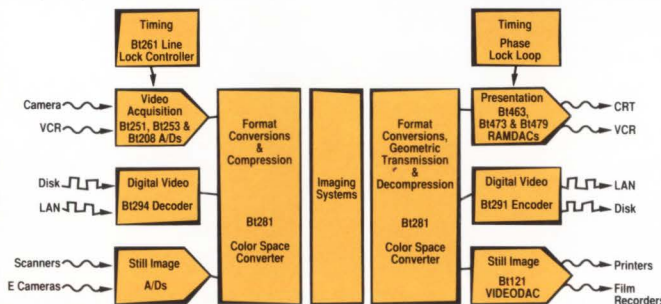 Timing
Bt261 Line
Lock Controller
Timing
Phase
Lock Loop
Camera
VCR
Video
Acquisition
Bt251, Bt253 &
Bt208 A/Ds
Disk
LAN
Digital Video
Bt294 Decoder
Scanners
E Cameras
Still Image
A/Ds
Format
Conversions
&
Compression
Bt281
Color Space
Converter
Imaging
Systems
Format
Conversions,
Geometric
Transmission
&
Decompression
Bt281
Color Space
Converter
Presentation
Bt463,
Bt473 & Bt479
RAMDACs
CRT
VCR
Digital Video
Bt291 Encoder
LAN
Disk
Still Image
Bt121
VIDEODAC
Printers
Film
Recorders